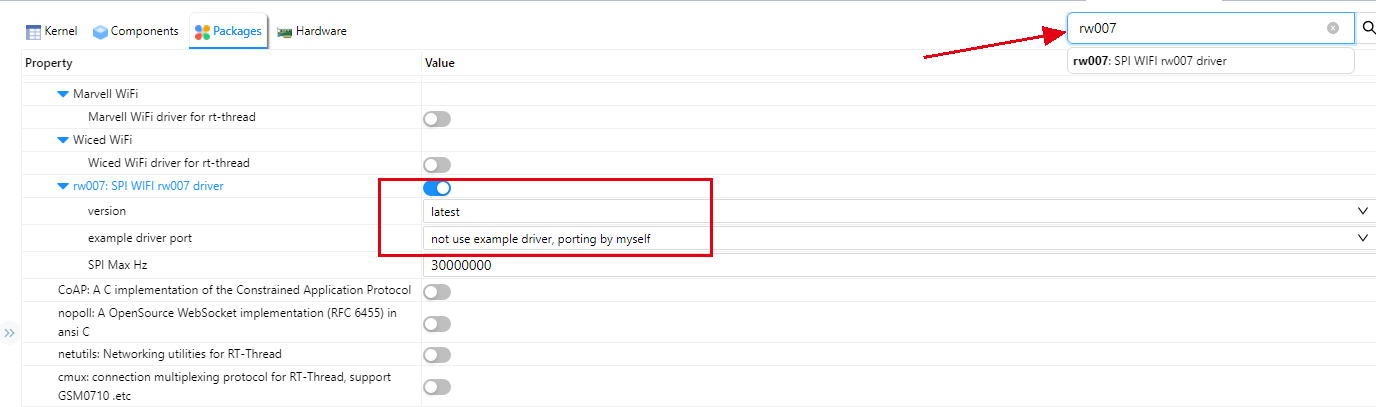 Kernel
Components
Packages
Hardware
rw007
rw007: SPI WIFI rw007 driver
Property
Value
Marvell WiFi
Marvell WiFi driver for rt-thread
Wiced WiFi
Wiced WiFi driver for rt-thread
rw007: SPI WIFI rw007 driver
version
latest
example driver port
not use example driver, porting by myself
SPI Max Hz
30000000
CoAP: A C implementation of the Constrained Application Protocol
nopoll: A OpenSource WebSocket implementation (RFC 6455) in
ansi C
netutils: Networking utilities for RT-Thread
cmux: connection multiplexing protocol for RT-Thread, support
GSM0710 .etc